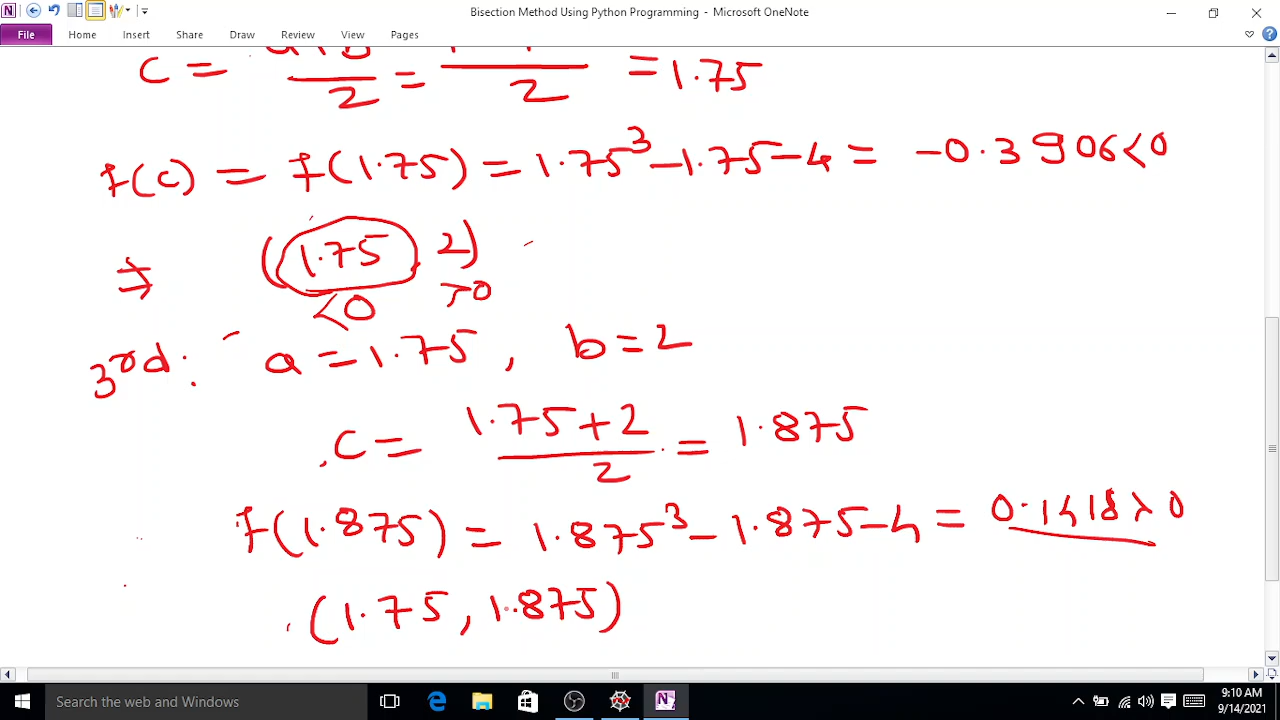 Bisection Method Using Python Programming - Microsoft OneNote
File Home Insert Share Draw Review View Pages
c = a+b/2 = /2 = 1.75
f(c) = f(1.75) = 1.75³ - 1.75 - 4 = -0.3906 < 0
⇒ (1.75, 2)
<0 >0
3rd: a = 1.75, b = 2
c = 1.75+2/2 = 1.875
f(1.875) = 1.875³ - 1.875 - 4 = 0.1418 > 0
(1.75, 1.875)
Search the web and Windows
9:10 AM
9/14/2021